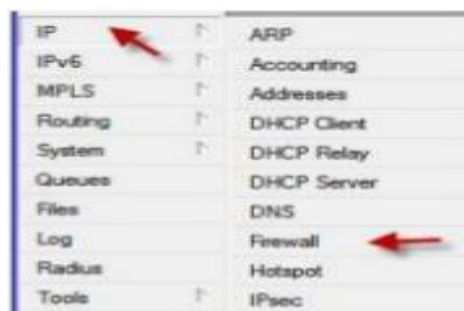 IP
IPv6
MPLS
Routing
System
Queues
Files
Log
Radius
Tools
ARP
Accounting
Addresses
DHCP Client
DHCP Relay
DHCP Server
DNS
Firewall
Hotspot
IPsec